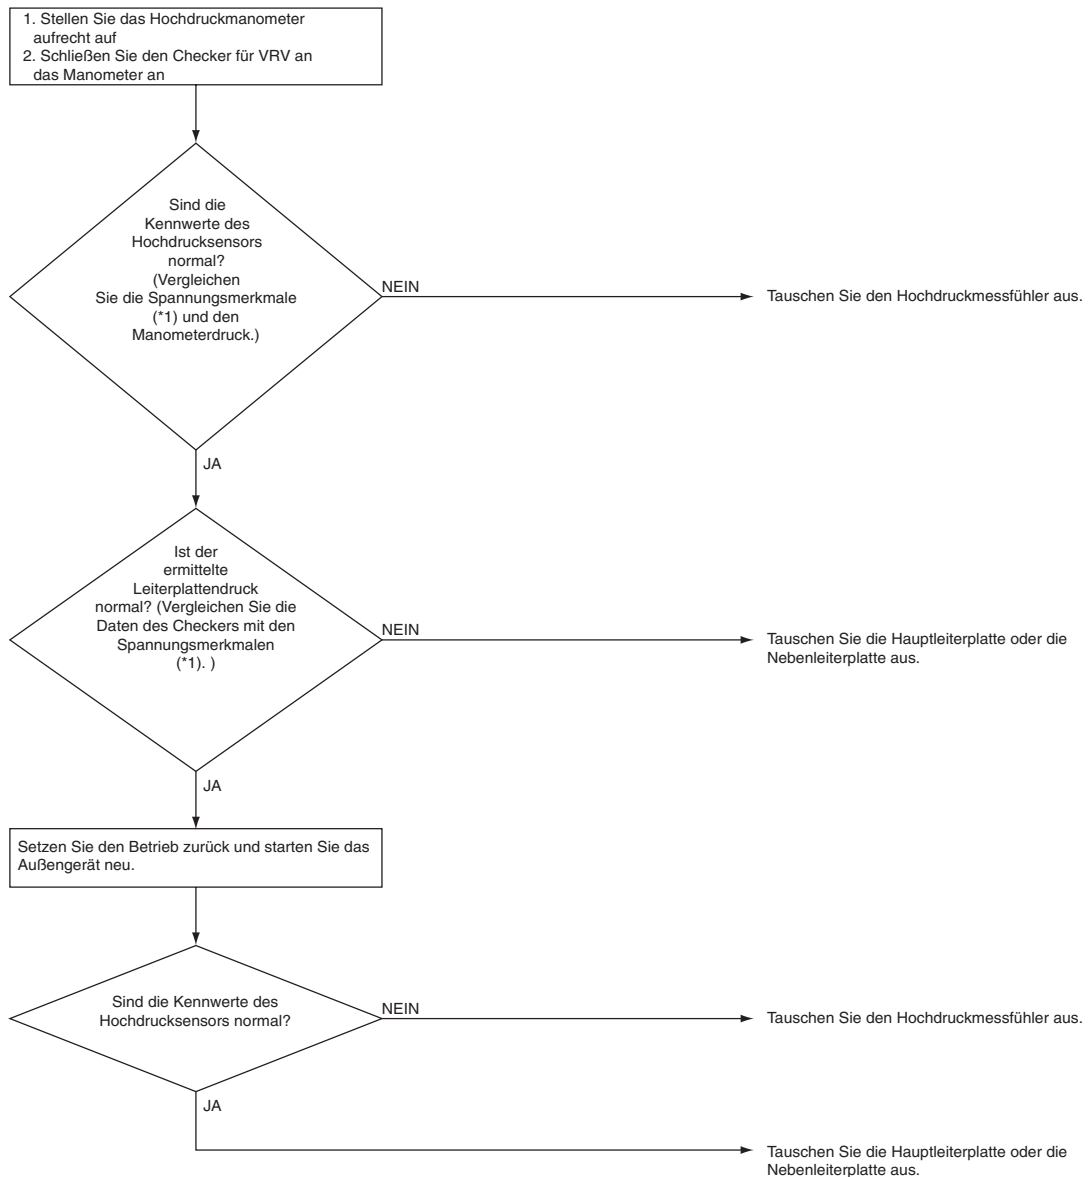 1. Stellen Sie das Hochdruckmanometer
aufrecht auf
2. Schließen Sie den Checker für VRV an
das Manometer an
Sind die
Kennwerte des
Hochdrucksensors
normal?
(Vergleichen
Sie die Spannungsmerkmale
(*1) und den
Manometerdruck.)
NEIN
Tauschen Sie den Hochdruckmessfühler aus.
JA
Ist der
ermittelte
Leiterplattendruck
normal? (Vergleichen Sie die
Daten des Checkers mit den
Spannungsmerkmalen
(*1). )
NEIN
Tauschen Sie die Hauptleiterplatte oder die
Nebenleiterplatte aus.
JA
Setzen Sie den Betrieb zurück und starten Sie das
Außengerät neu.
Sind die Kennwerte des
Hochdrucksensors normal?
NEIN
Tauschen Sie den Hochdruckmessfühler aus.
JA
Tauschen Sie die Hauptleiterplatte oder die
Nebenleiterplatte aus.